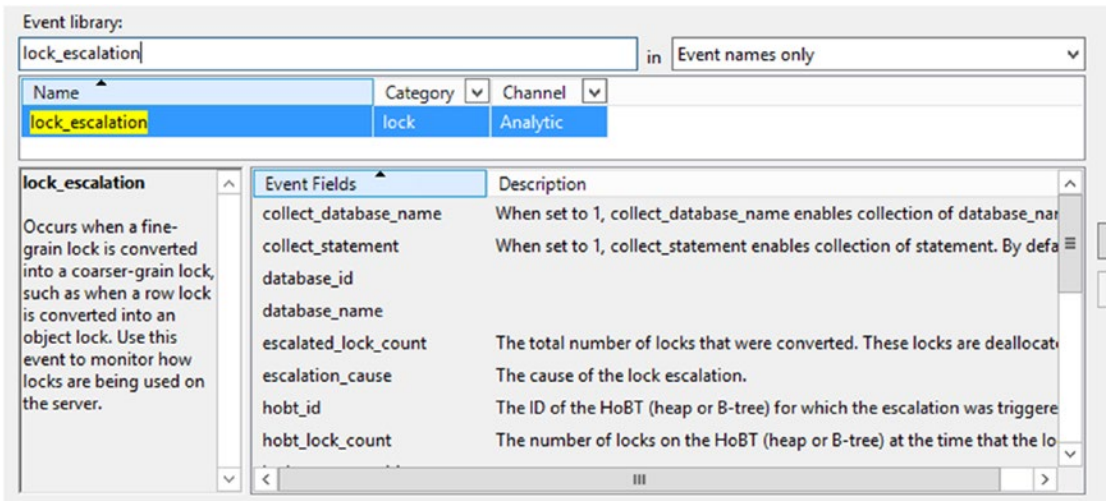 Event library:
lock_escalation
in Event names only
Name Category Channel
lock_escalation lock Analytic
lock_escalation
Occurs when a fine-
grain lock is converted
into a coarser-grain lock,
such as when a row lock
is converted into an
object lock. Use this
event to monitor how
locks are being used on
the server.
Event Fields Description
collect_database_name When set to 1, collect_database_name enables collection of
collect_statement When set to 1, collect_statement enables collection of statement. By
database_id
database_name
escalated_lock_count The total number of locks that were converted. These locks are
escalation_cause The cause of the lock escalation.
hobt_id The ID of the HoBT (heap or B-tree) for which the escalation was
hobt_lock_count The number of locks on the HoBT (heap or B-tree) at the time that the